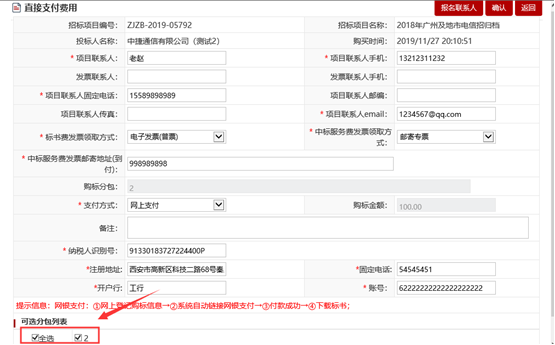 直接支付费用 报名联系人 确认 返回
招标项目编号： ZJZB-2019-05792 招标项目名称： 2018年广州及地市电信招归档
投标人名称： 中捷通信有限公司（测试2） 购买时间： 2019/11/27 20:10:51
* 项目联系人： 老赵 * 项目联系人手机： 13212311232
发票联系人： 发票联系人手机：
* 项目联系人固定电话： 15589898989 项目联系人邮编：
项目联系人传真： * 项目联系人email： 1234567@qq.com
* 标书费发票领取方式： 电子发票(普票) * 中标服务费发票领取方式： 邮寄专票
* 中标服务费发票邮寄地址(到付)： 998989898
购标分包： 2
* 支付方式： 网上支付 购标金额： 100.00
备注：
* 纳税人识别号： 91330183727224400P
*注册地址： 西安市高新区科技二路68号秦 *固定电话： 54545451
*开户行： 工行 * 账号： 62222222222222222222
提示信息：网银支付：①网上登记购标信息→②系统自动链接网银支付→③付款成功→④下载标书；
可选分包列表
全选 2